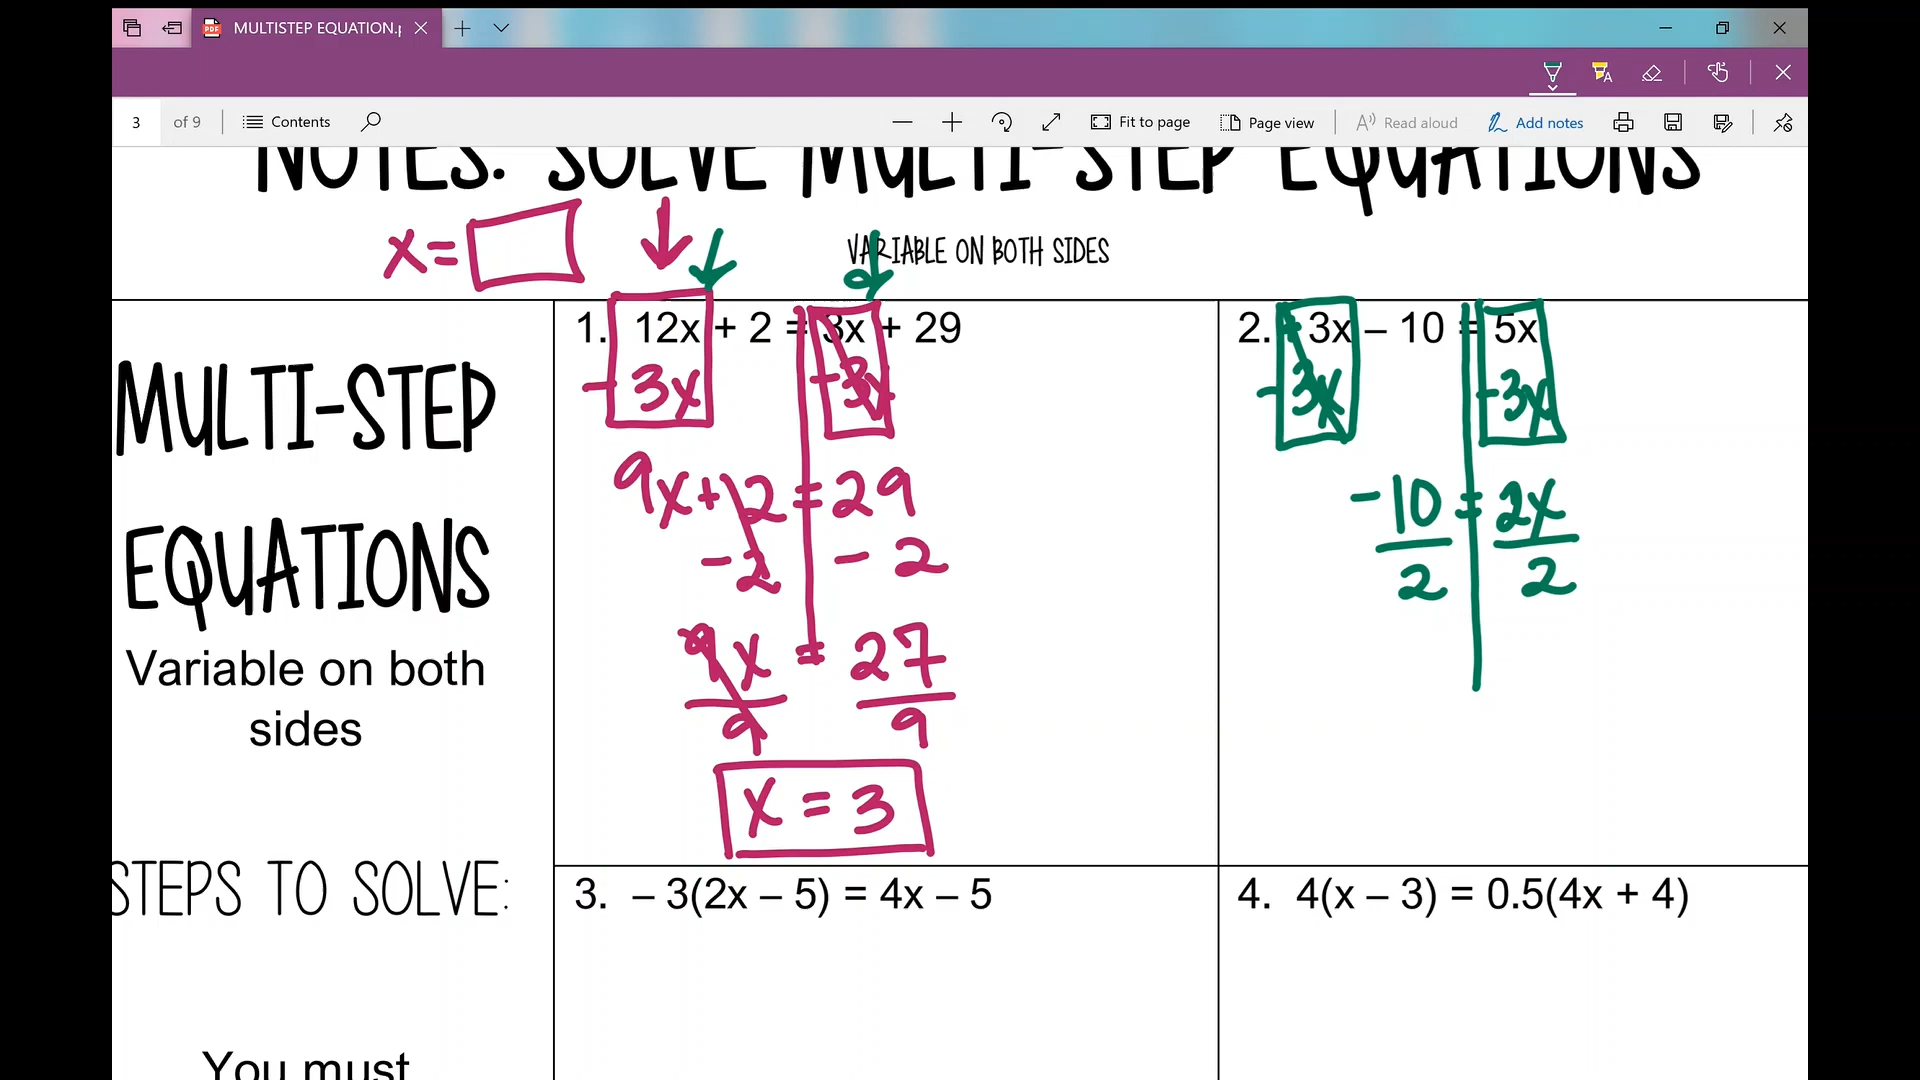 MULTISTEP EQUATION.p
3 of 9 Contents Fit to page Page view Read aloud Add notes
NOTES: SOLVE MULTI-STEP EQUATIONS
x =
VARIABLE ON BOTH SIDES
MULTI-STEP
EQUATIONS
Variable on both
sides
STEPS TO SOLVE:
You must
1. 12x + 2 = 3x + 29
- 3x - 3x
9x + 2 = 29
- 2 - 2
9x = 27
9 9
x = 3
2. 3x – 10 = 5x
- 3x - 3x
- 10 = 2x
2 2
3. – 3(2x – 5) = 4x – 5
4. 4(x – 3) = 0.5(4x + 4)